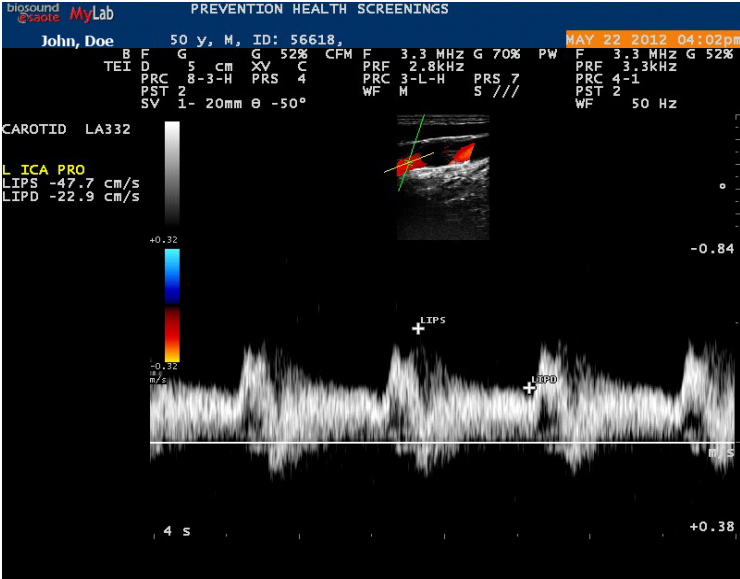 biosound esaote MyLab PREVENTION HEALTH SCREENINGS
John, Doe 50 y, M, ID: 56618, MAY 22 2012 04:02pm
B F G G 52% CFM F 3.3 MHz G 70% PW F 3.3 MHz G 52%
TEI D 5 cm XV C PRF 2.8kHz PRF 3.3kHz
PRC 8-3-H PRS 4 PRC 3-L-H PRS 7 PRC 4-1
PST 2 WF M S /// PST 2
SV 1- 20mm θ -50° WF 50 Hz
CAROTID LA332
L ICA PRO
LIPS -47.7 cm/s
LIPD -22.9 cm/s
+0.32
-0.84
LIPS
-0.32
m/s
LIPD
m/s
4 s
+0.38